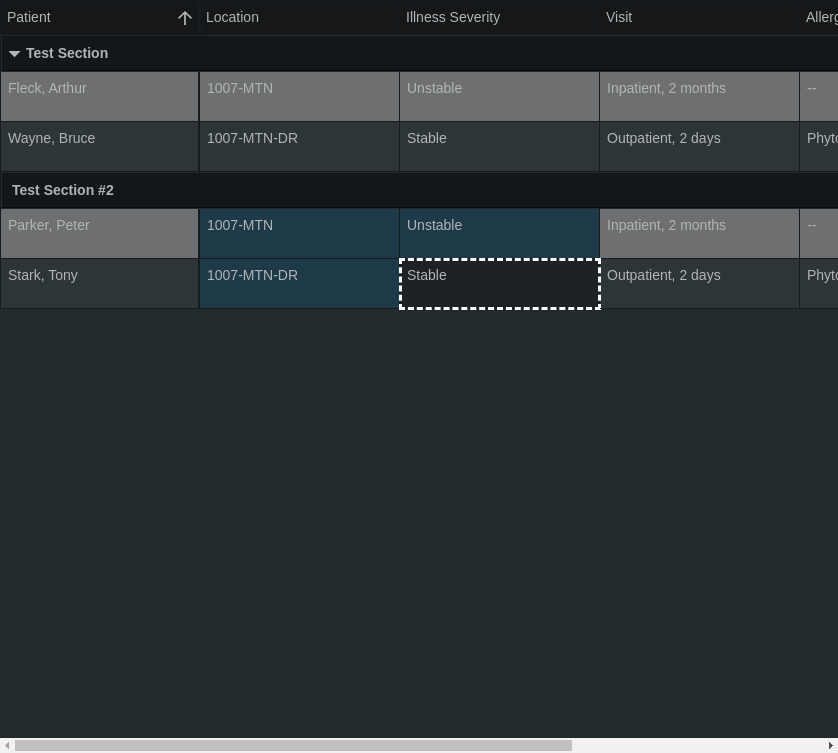 Patient Location Illness Severity Visit Allerg
Test Section
Fleck, Arthur 1007-MTN Unstable Inpatient, 2 months --
Wayne, Bruce 1007-MTN-DR Stable Outpatient, 2 days Phyto
Test Section #2
Parker, Peter 1007-MTN Unstable Inpatient, 2 months --
Stark, Tony 1007-MTN-DR Stable Outpatient, 2 days Phyto